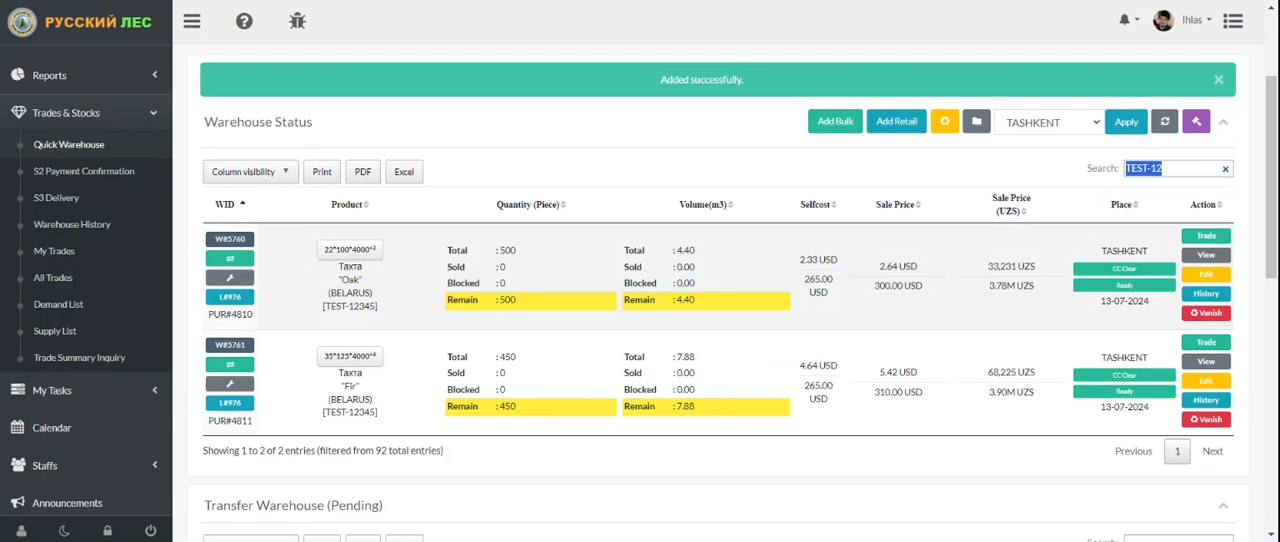 РУССКИЙ ЛЕС
Ihlas
Reports
Trades & Stocks
Quick Warehouse
S2 Payment Confirmation
S3 Delivery
Warehouse History
My Trades
All Trades
Demand List
Supply List
Trade Summary Inquiry
My Tasks
Calendar
Staffs
Announcements
Added successfully.
×
Warehouse Status
Add Bulk
Add Retail
TASHKENT
Apply
Column visibility
Print
PDF
Excel
Search: TEST-12 ×
WID Product Quantity (Piece) Volume(m3) Selfcost Sale Price Sale Price (UZS) Place Action
W#5760
L#976
PUR#4810
22*100*4000*²
Тахта
"Oak"
(BELARUS)
[TEST-12345]
Total : 500
Sold : 0
Blocked : 0
Remain : 500
Total : 4.40
Sold : 0.00
Blocked : 0.00
Remain : 4.40
2.33 USD
265.00 USD
2.64 USD
300.00 USD
33,231 UZS
3.78M UZS
TASHKENT
CC Clear
Ready
13-07-2024
Trade
View
Edit
History
Vanish
W#5761
L#976
PUR#4811
35*125*4000*⁴
Тахта
"Fir"
(BELARUS)
[TEST-12345]
Total : 450
Sold : 0
Blocked : 0
Remain : 450
Total : 7.88
Sold : 0.00
Blocked : 0.00
Remain : 7.88
4.64 USD
265.00 USD
5.42 USD
310.00 USD
68,225 UZS
3.90M UZS
TASHKENT
CC Clear
Ready
13-07-2024
Trade
View
Edit
History
Vanish
Showing 1 to 2 of 2 entries (filtered from 92 total entries)
Previous 1 Next
Transfer Warehouse (Pending)